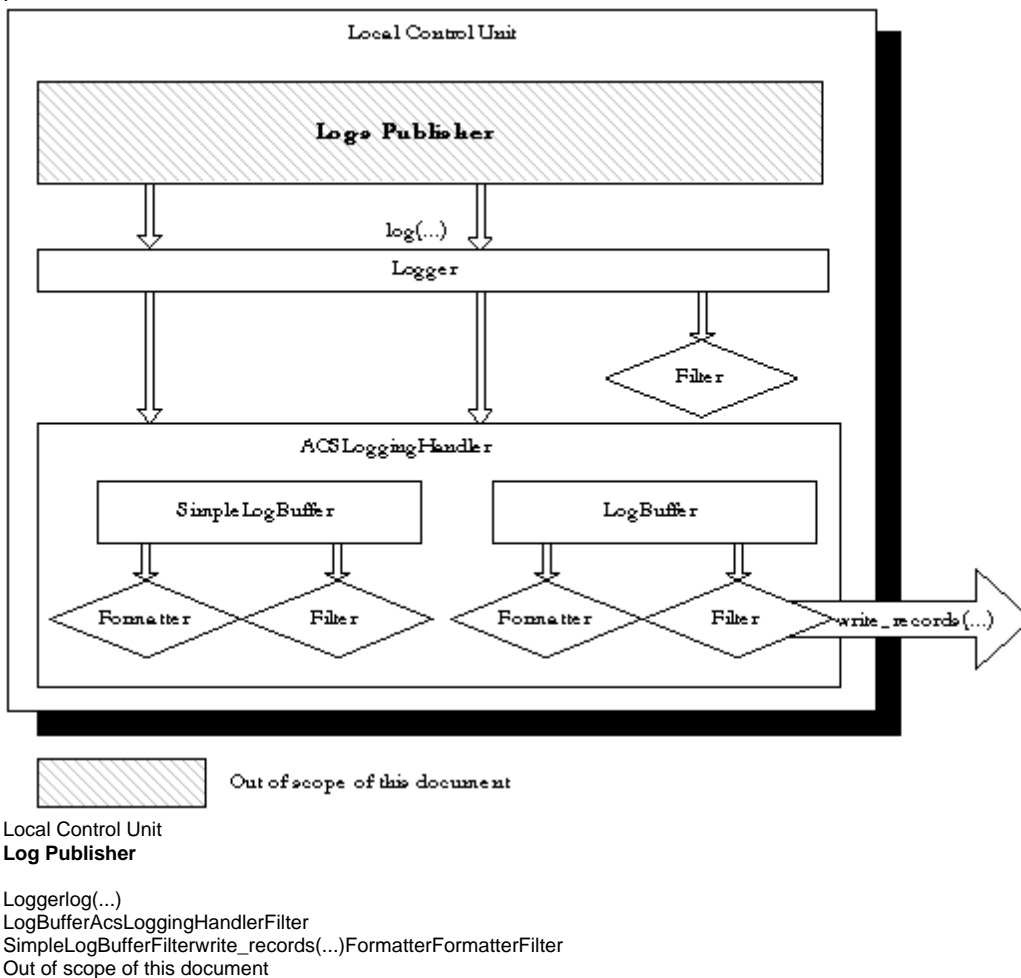 Local Control Unit
Logs Publisher
log(...)
Logger
Filter
ACSLoggingHandler
SimpleLogBuffer
LogBuffer
Formatter
Filter
Formatter
Filter
write_records(...)
Out of scope of this document
Local Control Unit
Log Publisher
Loggerlog(...)
LogBufferAcsLoggingHandlerFilter
SimpleLogBufferFilterwrite_records(...)FormatterFormatterFilter
Out of scope of this document